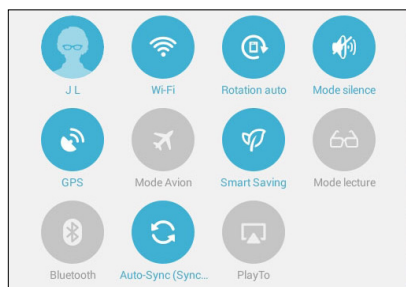 J L
Wi-Fi
Rotation auto
Mode silence
GPS
Mode Avion
Smart Saving
Mode lecture
Bluetooth
Auto-Sync (Sync...
PlayTo